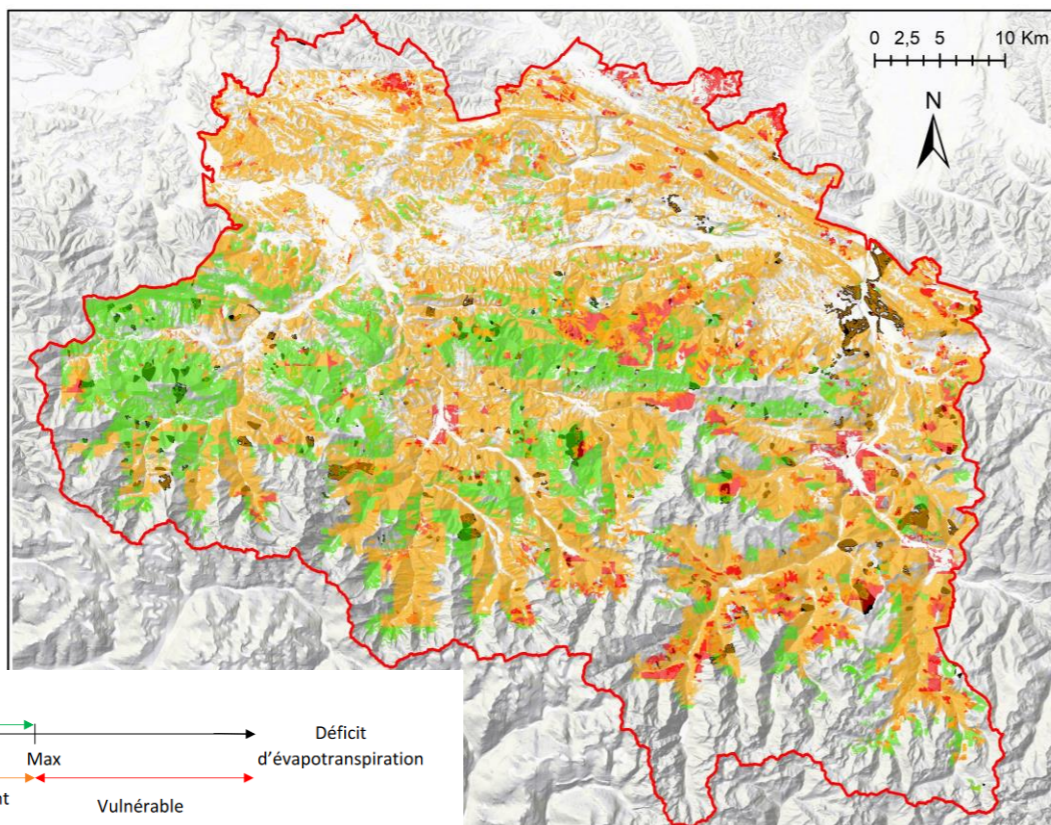 0 2,5 5 10 Km
N
Déficit
Max
d'évapotranspiration
Vulnérable